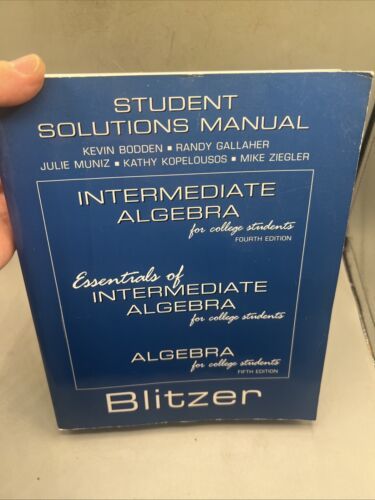 STUDENT
SOLUTIONS MANUAL
KEVIN BODDEN ▪ RANDY GALLAHER
JULIE MUNIZ ▪ KATHY KOPELOUSOS ▪ MIKE ZIEGLER
INTERMEDIATE
ALGEBRA
for college students
FOURTH EDITION
Essentials of
INTERMEDIATE
ALGEBRA
for college students
ALGEBRA
for college students
FIFTH EDITION
Blitzer